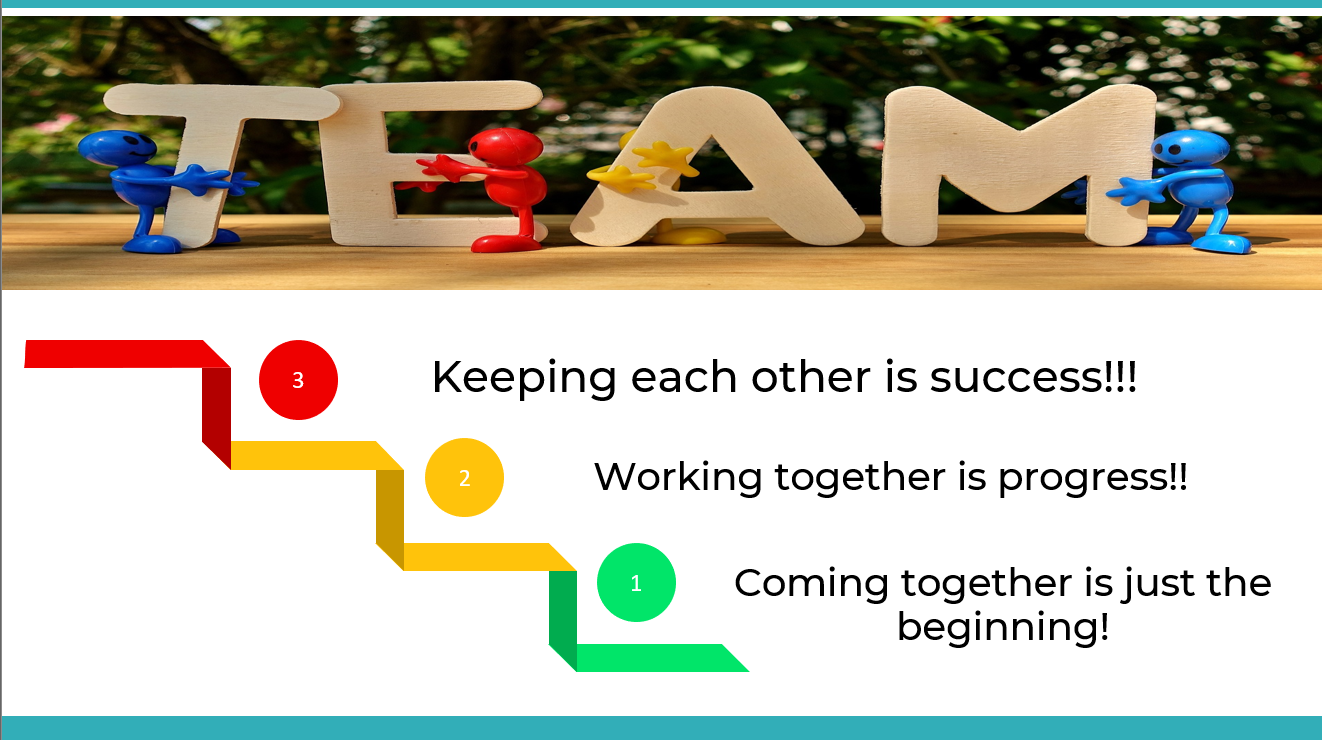 TEAM
3
Keeping each other is success!!!
2
Working together is progress!!
1
Coming together is just the
beginning!